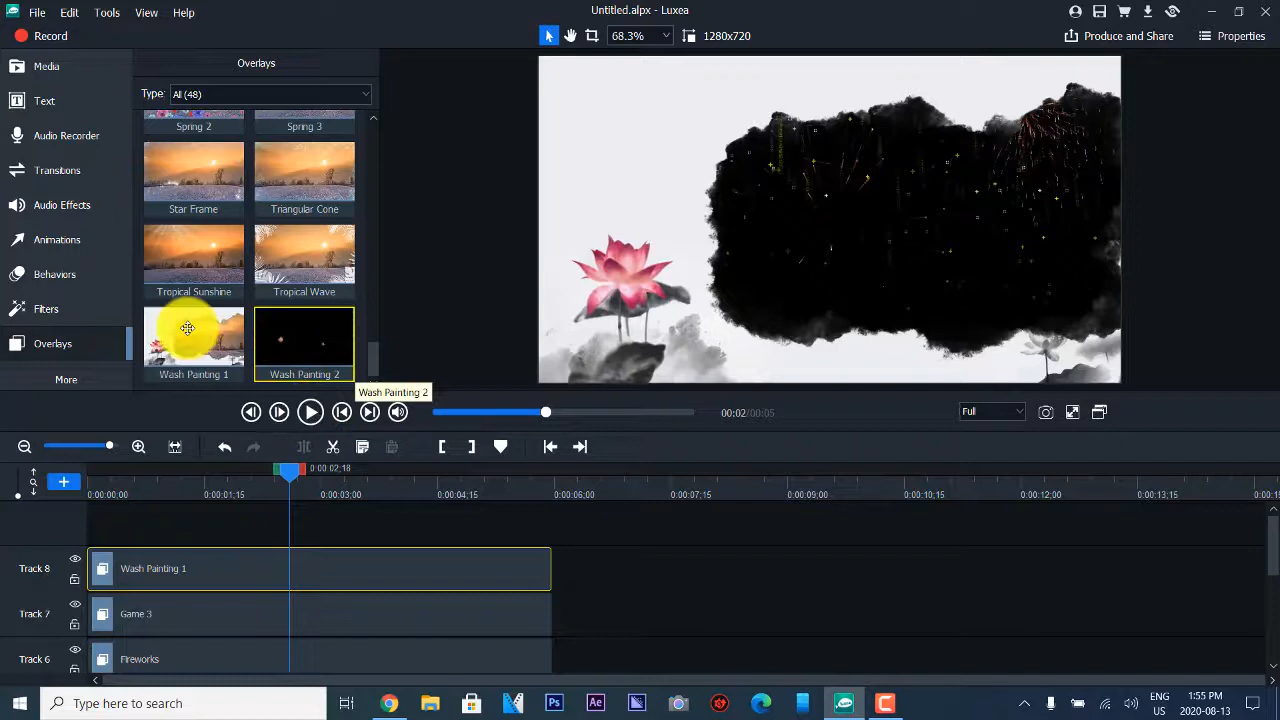 Untitled.alpx - Luxea
File Edit Tools View Help
Record
68.3%
1280x720
Produce and Share
Properties
Media
Text
Audio Recorder
Transitions
Audio Effects
Animations
Behaviors
Filters
Overlays
More
Overlays
Type: All (48)
Spring 2
Spring 3
Star Frame
Triangular Cone
Tropical Sunshine
Tropical Wave
Wash Painting 1
Wash Painting 2
Wash Painting 2
00:02/00:05
Full
0:00:02;18
0:00:00;00
0:00:01;15
0:00:03;00
0:00:04;15
0:00:06;00
0:00:07;15
0:00:09;00
0:00:10;15
0:00:12;00
0:00:13;15
Track 8
Wash Painting 1
Track 7
Game 3
Track 6
Fireworks
Type here to search
Ps
Ae
ENG
US
1:55 PM
2020-08-13